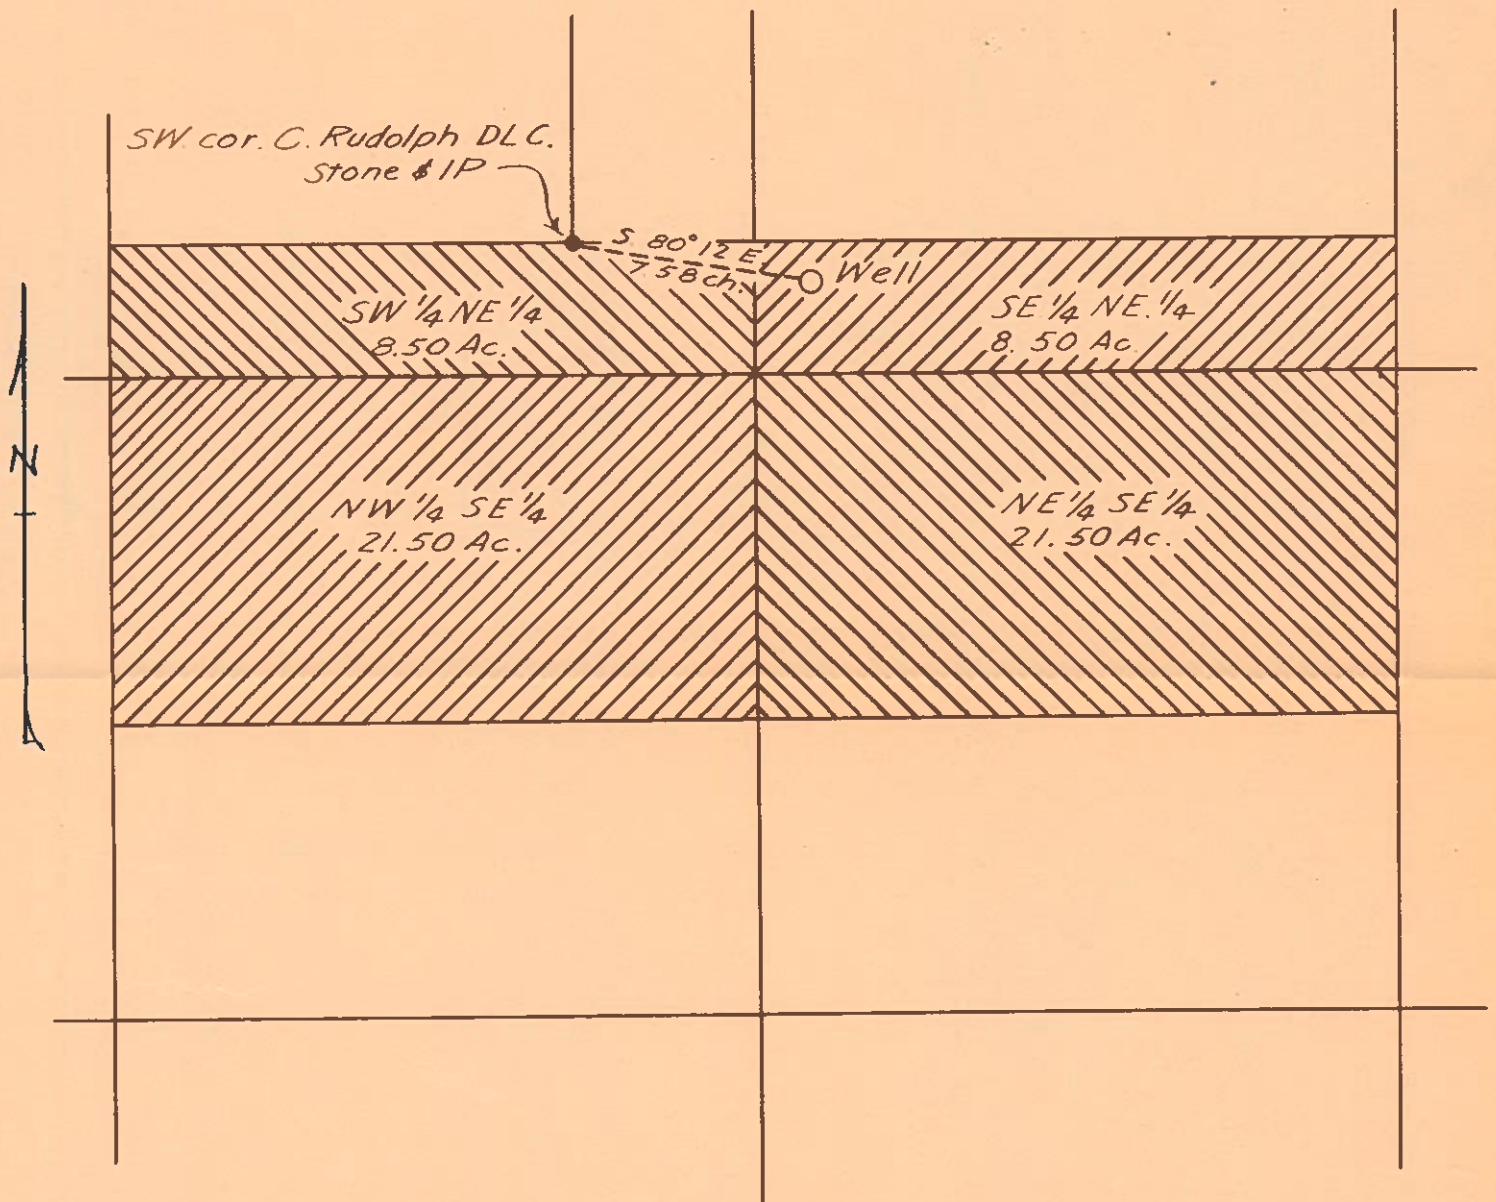 SW. cor. C. Rudolph DLC.
Stone & IP
S. 80° 12 E.
7.58 ch.
Well
SW 1/4 NE 1/4
8.50 Ac.
SE 1/4 NE. 1/4
8.50 Ac.
N
NW 1/4 SE 1/4
21.50 Ac.
NE 1/4 SE 1/4
21.50 Ac.